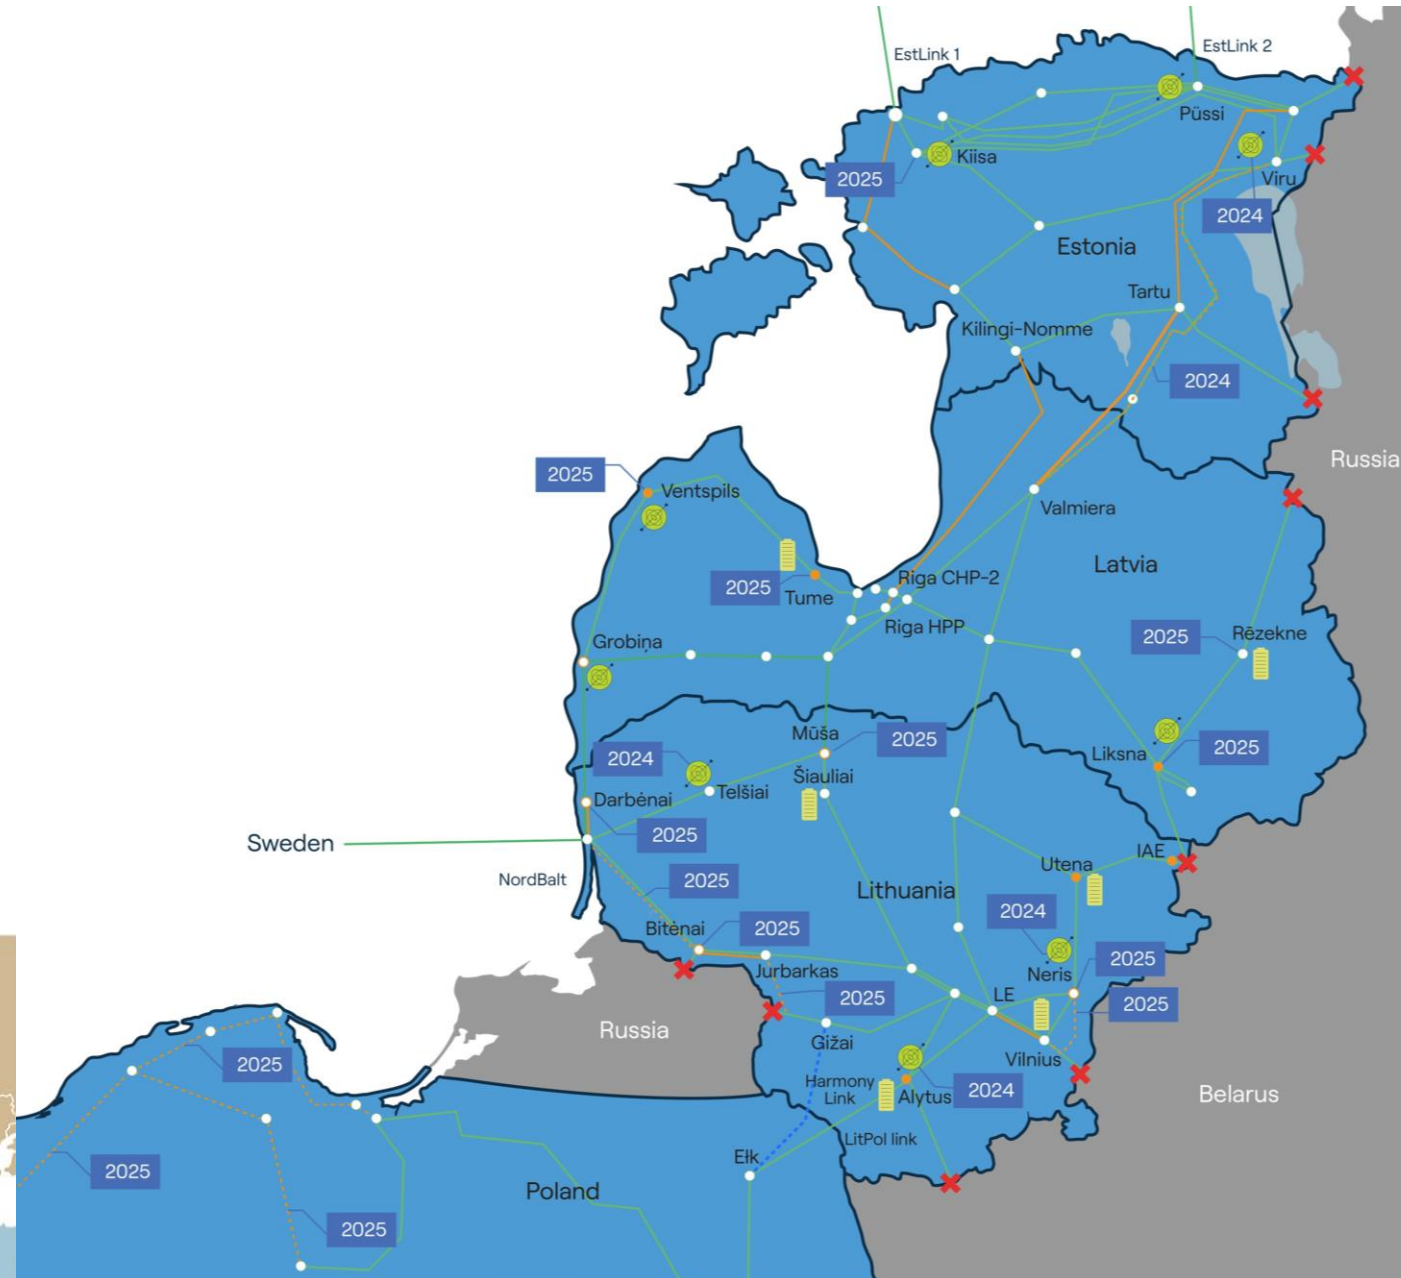 EstLink 1
EstLink 2
Püssi
Kiisa
2025
Viru
2024
Estonia
Tartu
Kilingi-Nomme
2024
Russia
2025
Ventspils
Valmiera
Latvia
Riga CHP-2
2025
Tume
Riga HPP
2025
Rēzekne
Grobiņa
Mūša
2025
2024
Liksna
2025
Šiauliai
Telšiai
Darbėnai
2025
Sweden
IAE
Utena
NordBalt
2025
Lithuania
2024
Bitėnai
2025
Neris
2025
Jurbarkas
2025
LE
2025
Russia
Gižai
Vilnius
2025
Harmony
Link
Alytus
2024
Belarus
LitPol link
Ełk
2025
Poland
2025